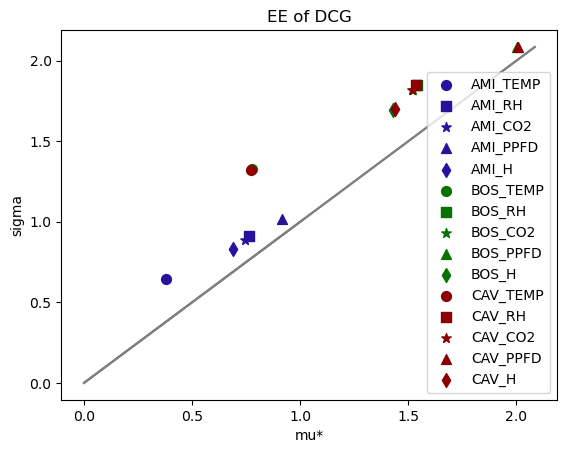 EE of DCG
sigma
2.0
1.5
1.0
0.5
0.0
0.0
0.5
1.0
1.5
2.0
mu*
AMI_TEMP
AMI_RH
AMI_CO2
AMI_PPFD
AMI_H
BOS_TEMP
BOS_RH
BOS_CO2
BOS_PPFD
BOS_H
CAV_TEMP
CAV_RH
CAV_CO2
CAV_PPFD
CAV_H